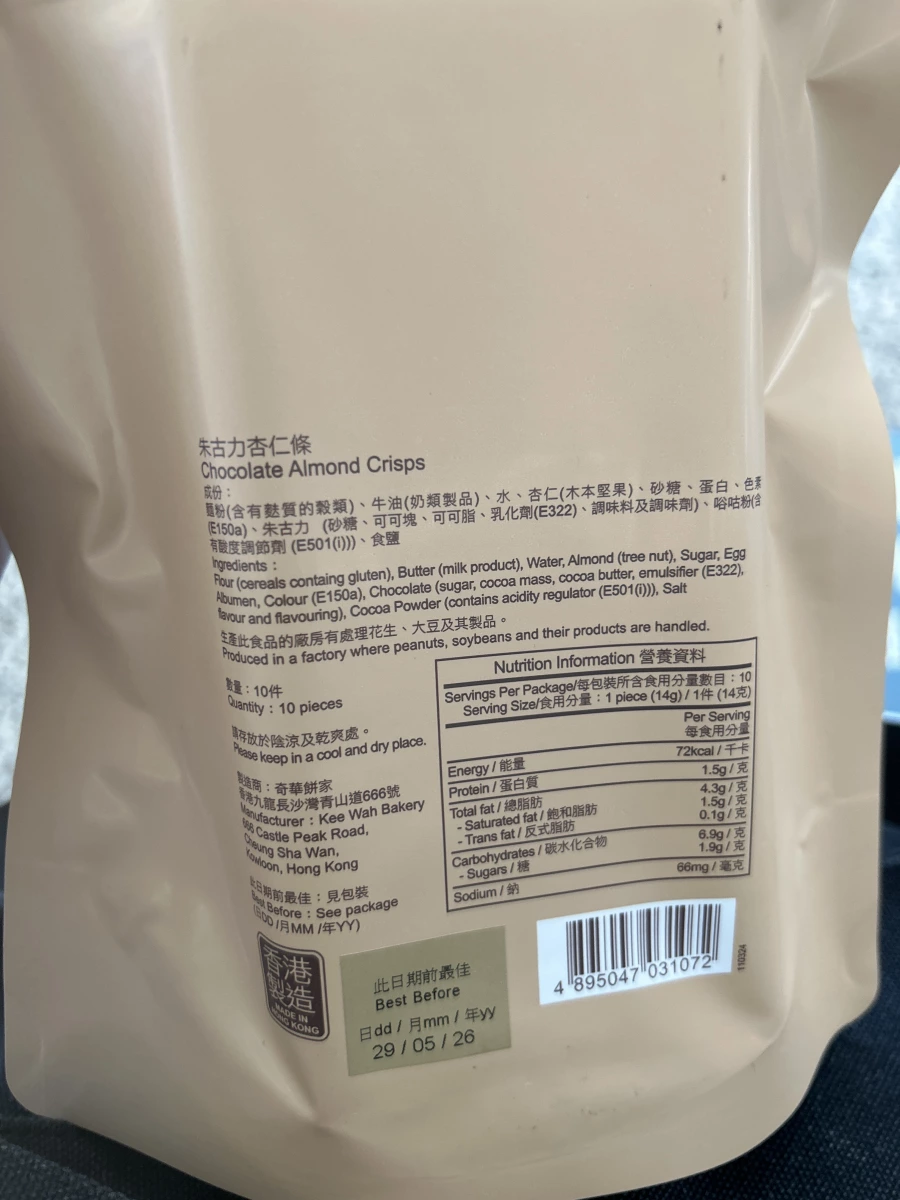 朱古力杏仁條
Chocolate Almond Crisps
成份：
麵粉(含有麩質的穀類)、牛油(奶類製品)、水、杏仁(木本堅果)、砂糖、蛋白、色素
(E150a)、朱古力 (砂糖、可可塊、可可脂、乳化劑(E322)、調味料及調味劑)、唂咕粉(含
有酸度調節劑 (E501(i)))、食鹽
Ingredients :
Flour (cereals containg gluten), Butter (milk product), Water, Almond (tree nut), Sugar, Egg
Albumen, Colour (E150a), Chocolate (sugar, cocoa mass, cocoa butter, emulsifier (E322),
flavour and flavouring), Cocoa Powder (contains acidity regulator (E501(i))), Salt
生產此食品的廠房有處理花生、大豆及其製品。
Produced in a factory where peanuts, soybeans and their products are handled.
數量：10件
Quantity : 10 pieces
請存放於陰涼及乾爽處。
Please keep in a cool and dry place.
製造商：奇華餅家
香港九龍長沙灣青山道666號
Manufacturer : Kee Wah Bakery
666 Castle Peak Road,
Cheung Sha Wan,
Kowloon, Hong Kong
此日期前最佳：見包裝
Best Before : See package
(日DD /月MM /年YY)
Nutrition Information 營養資料
Servings Per Package/每包裝所含食用分量數目：10
Serving Size/食用分量：1 piece (14g) / 1件 (14克)
Per Serving
每食用分量
Energy / 能量 72kcal / 千卡
Protein / 蛋白質 1.5g / 克
Total fat / 總脂肪 4.3g / 克
- Saturated fat / 飽和脂肪 1.5g / 克
- Trans fat / 反式脂肪 0.1g / 克
Carbohydrates / 碳水化合物 6.9g / 克
- Sugars / 糖 1.9g / 克
Sodium / 鈉 66mg / 毫克
香港
製造
MADE IN
HONG KONG
此日期前最佳
Best Before
日dd / 月mm / 年yy
29 / 05 / 26
4 895047 031072
110324